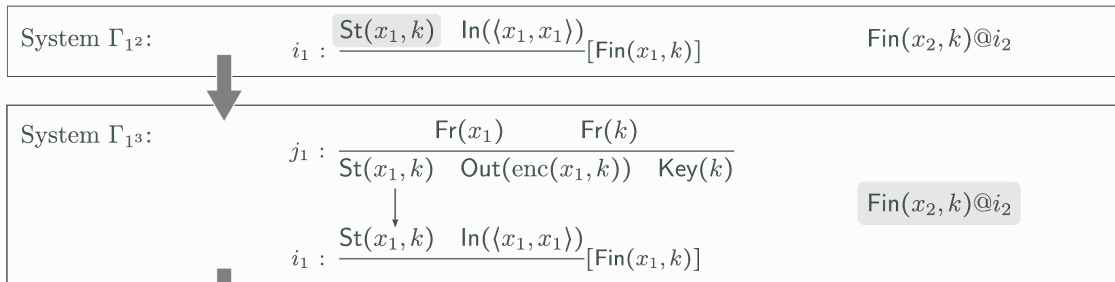 System Γ₁²:
St(x₁, k) In(⟨x₁, x₁⟩)
i₁ : [Fin(x₁, k)]
Fin(x₂, k)@i₂
System Γ₁³:
Fr(x₁) Fr(k)
j₁ :
St(x₁, k) Out(enc(x₁, k)) Key(k)
Fin(x₂, k)@i₂
St(x₁, k) In(⟨x₁, x₁⟩)
i₁ : [Fin(x₁, k)]